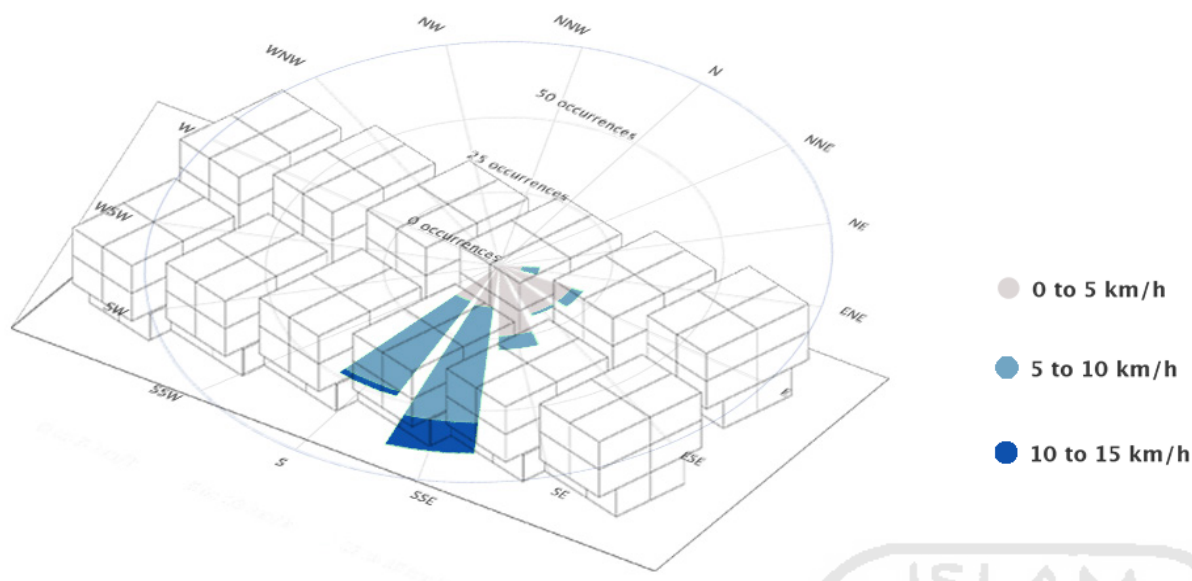 NNW
NW
N
WNW
50 occurrences
NNE
25 occurrences
WSW
0 occurrences
NE
0 to 5 km/h
SW
ENE
5 to 10 km/h
SSW
E
10 to 15 km/h
S
ESE
SSE
SE